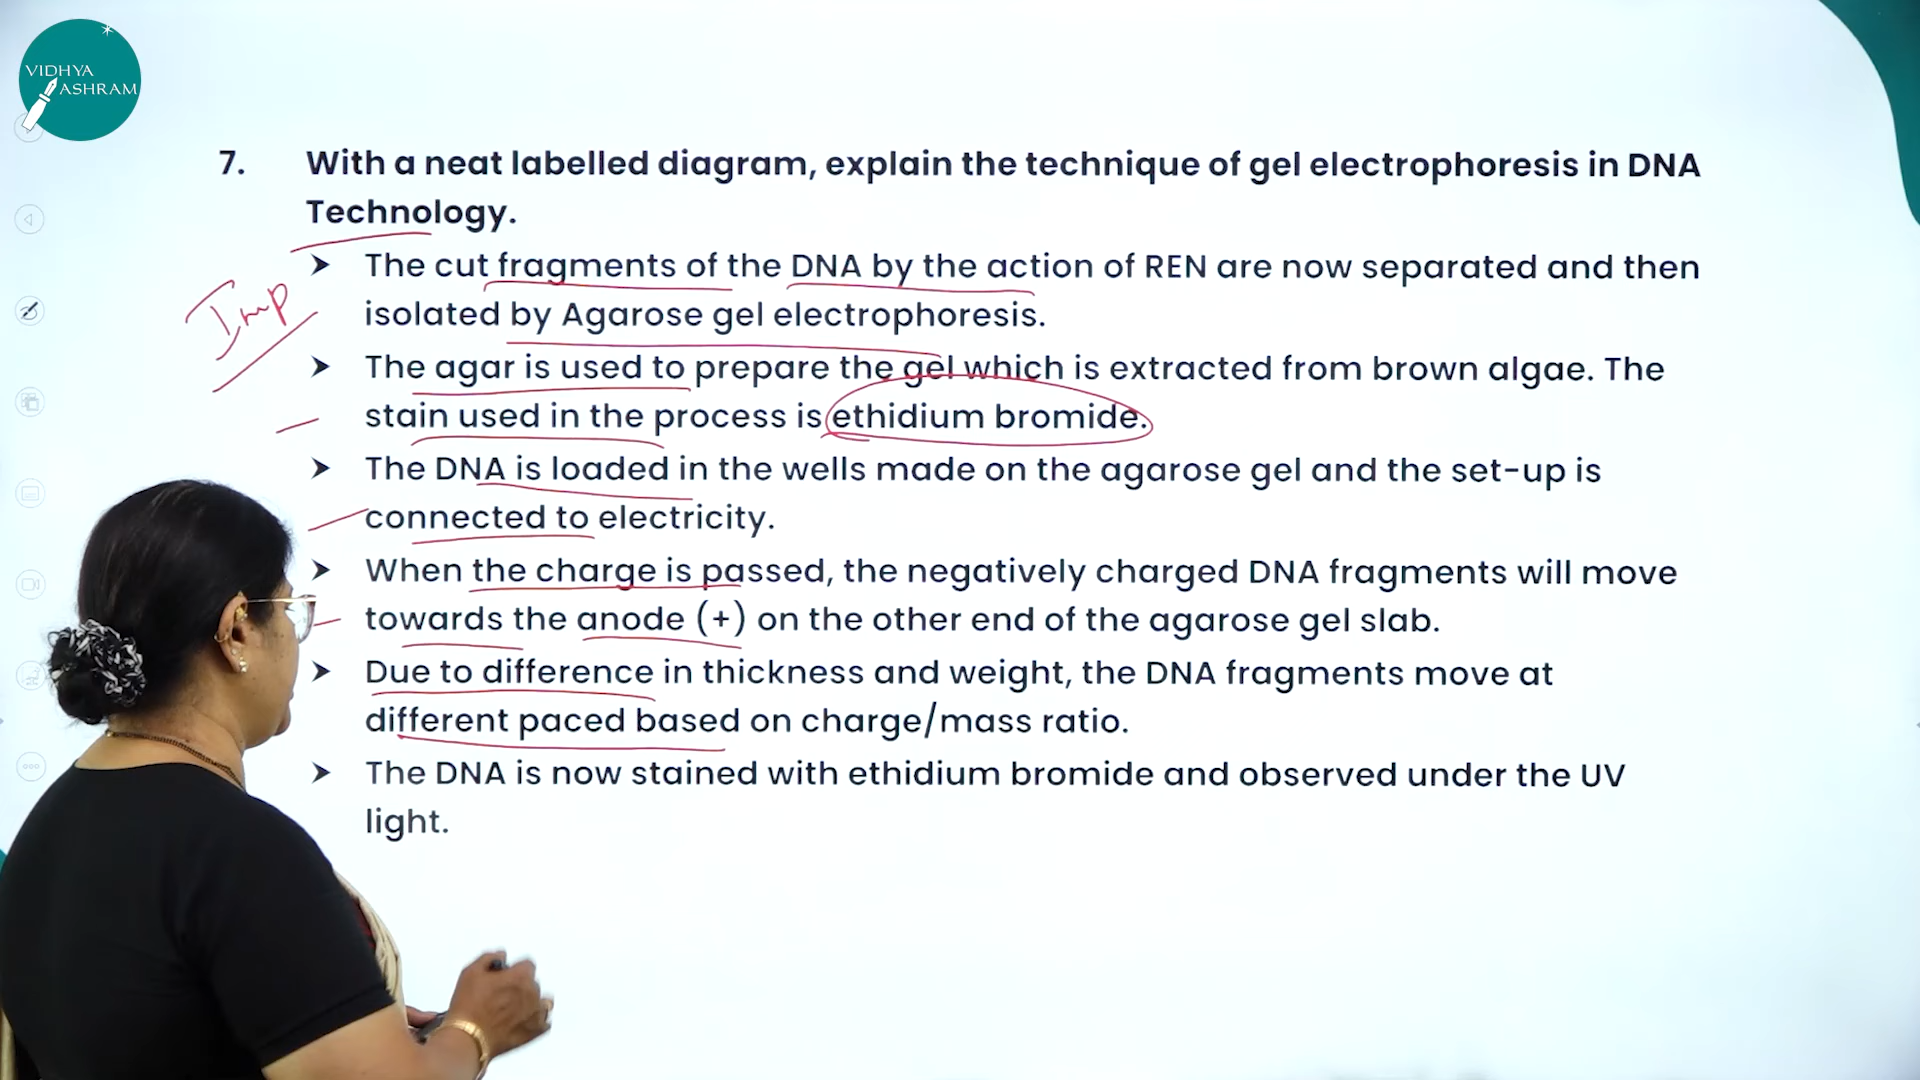 VIDHYA
ASHRAM
7. With a neat labelled diagram, explain the technique of gel electrophoresis in DNA
Technology.
Imp
➤ The cut fragments of the DNA by the action of REN are now separated and then
isolated by Agarose gel electrophoresis.
➤ The agar is used to prepare the gel which is extracted from brown algae. The
stain used in the process is ethidium bromide.
➤ The DNA is loaded in the wells made on the agarose gel and the set-up is
connected to electricity.
➤ When the charge is passed, the negatively charged DNA fragments will move
towards the anode (+) on the other end of the agarose gel slab.
➤ Due to difference in thickness and weight, the DNA fragments move at
different paced based on charge/mass ratio.
➤ The DNA is now stained with ethidium bromide and observed under the UV
light.